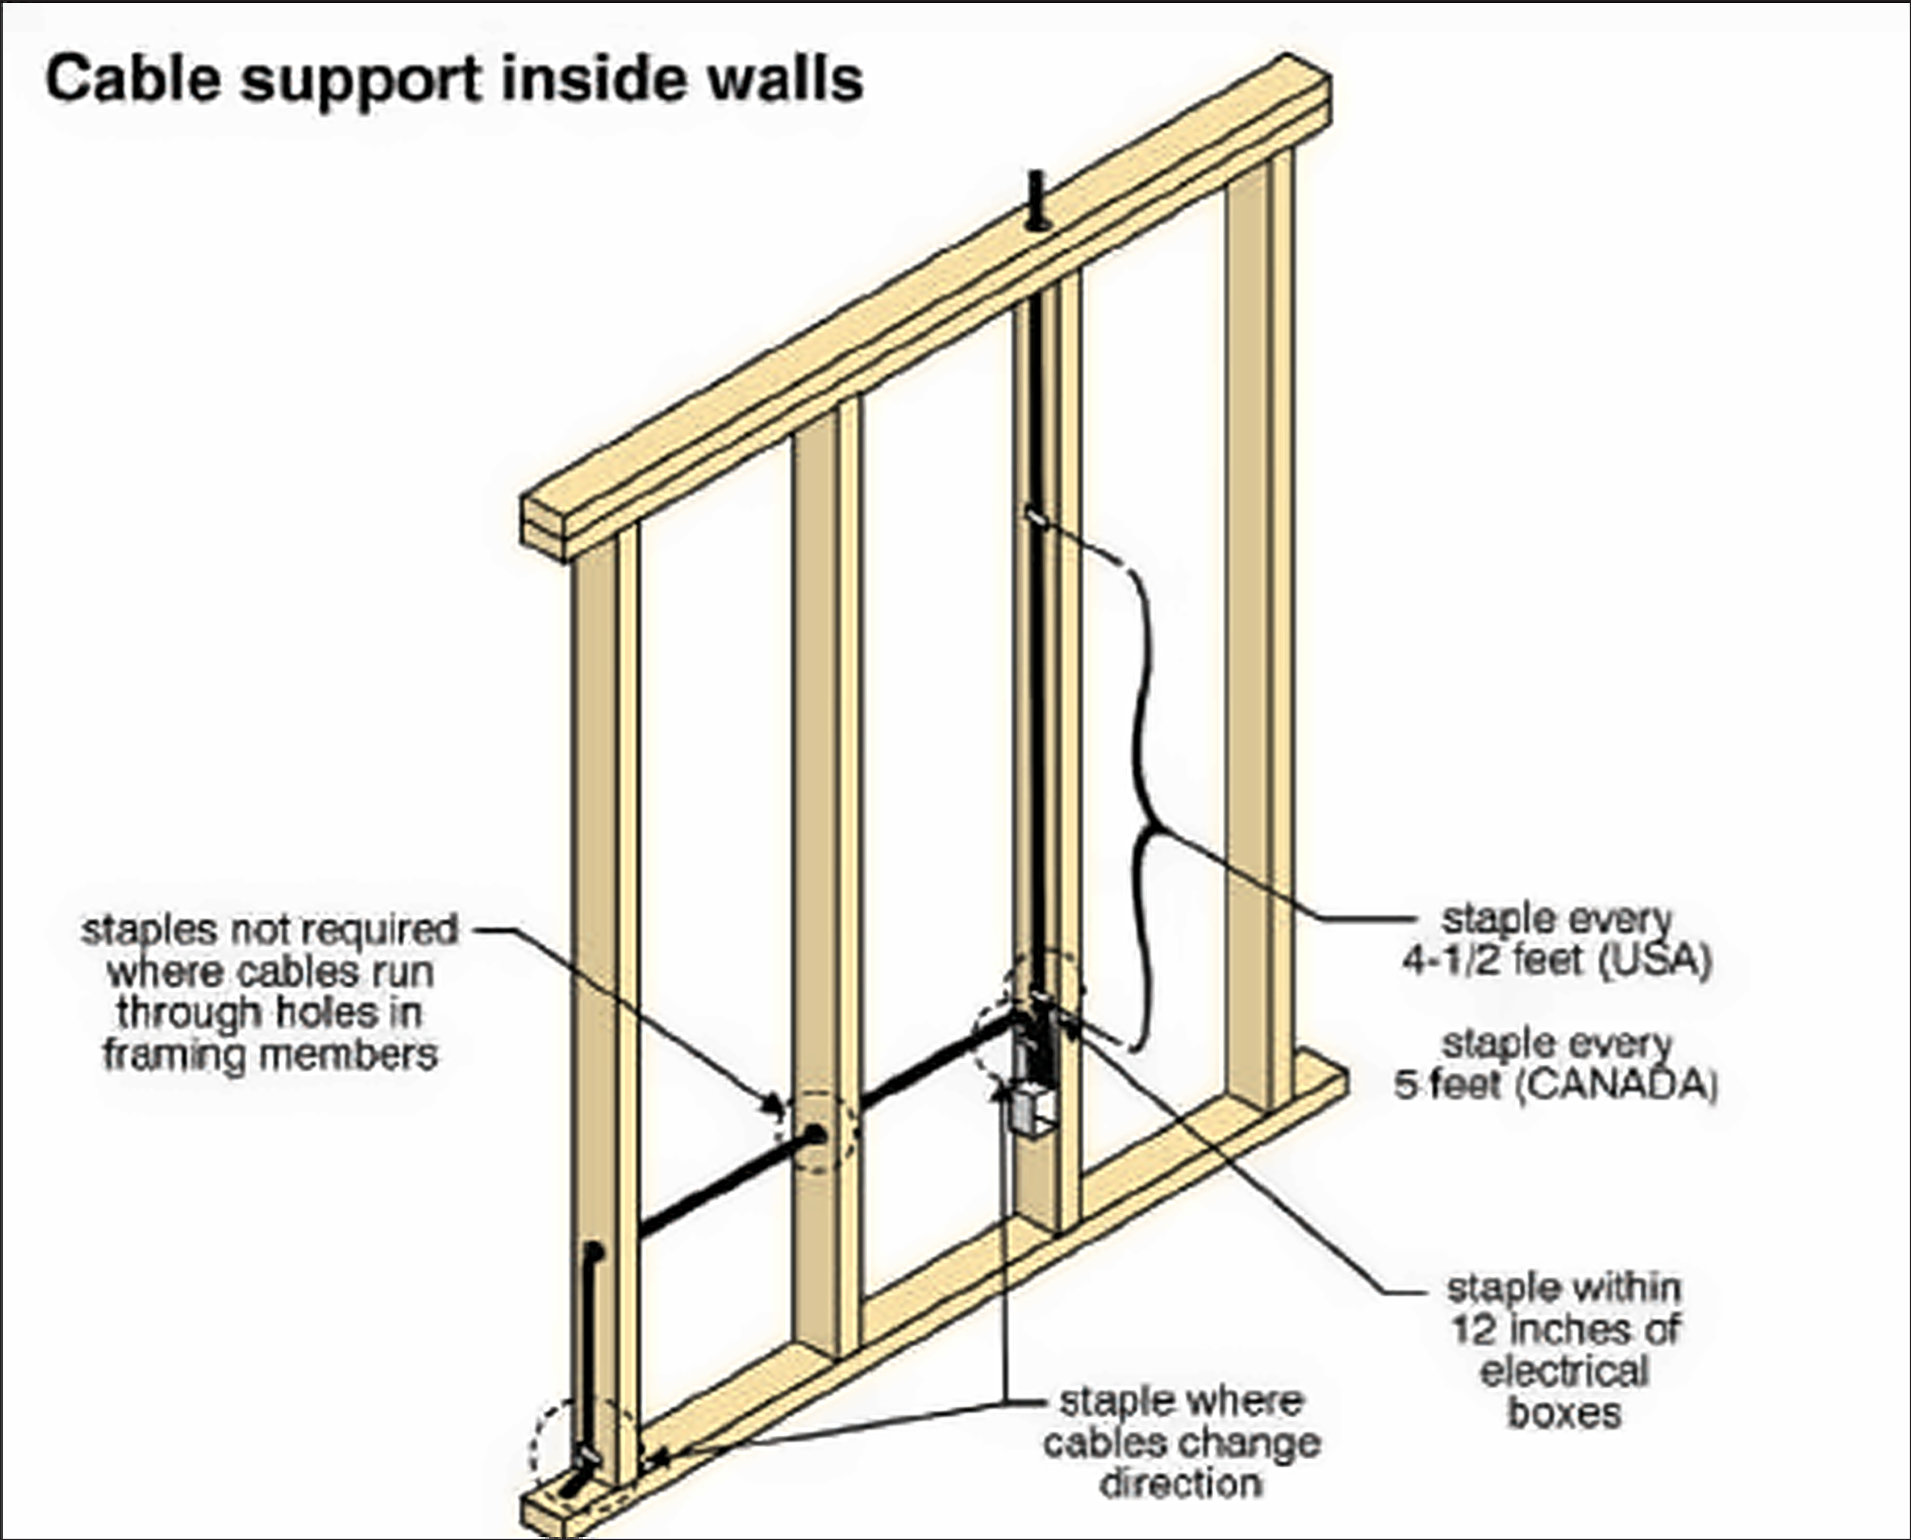 Cable support inside walls
staples not required
where cables run
through holes in
framing members
staple every
4-1/2 feet (USA)
staple every
5 feet (CANADA)
staple within
12 inches of
electrical
boxes
staple where
cables change
direction